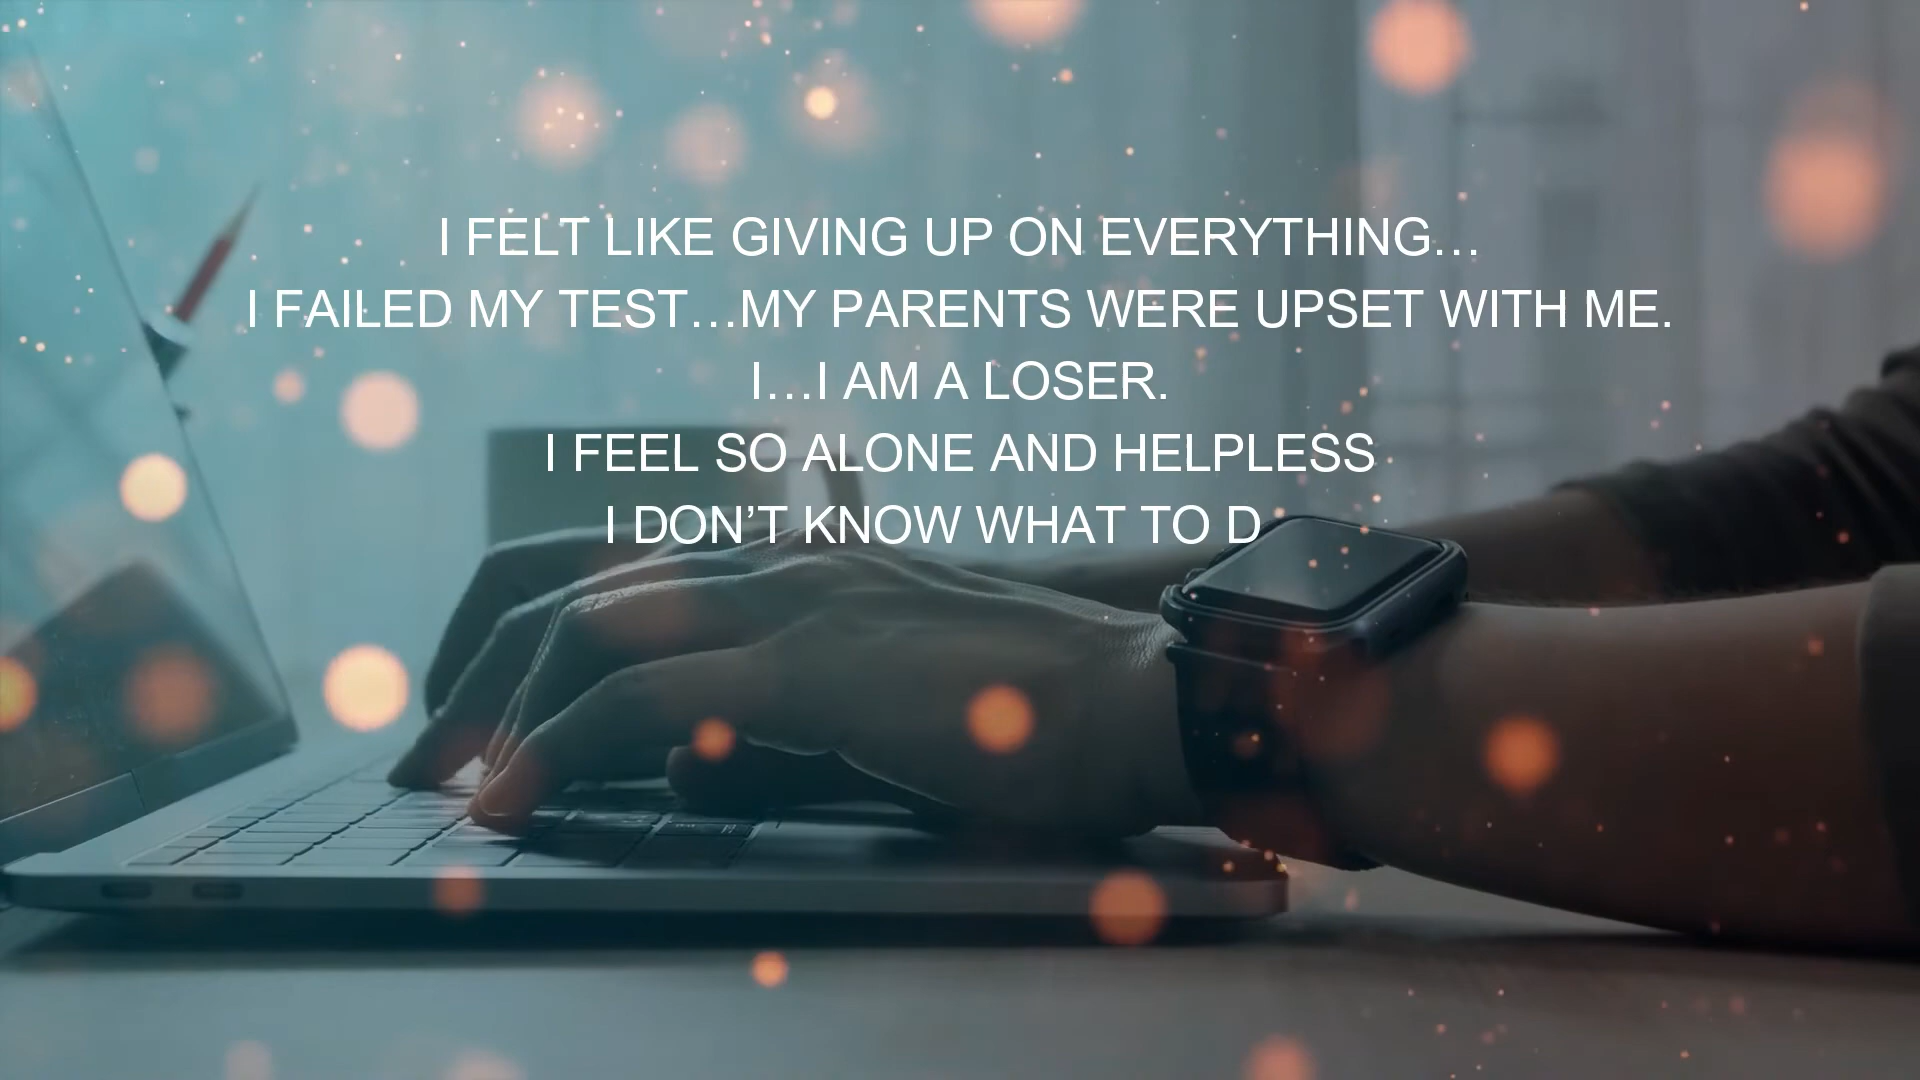 I FELT LIKE GIVING UP ON EVERYTHING…
I FAILED MY TEST…MY PARENTS WERE UPSET WITH ME.
I…I AM A LOSER.
I FEEL SO ALONE AND HELPLESS
I DON’T KNOW WHAT TO D